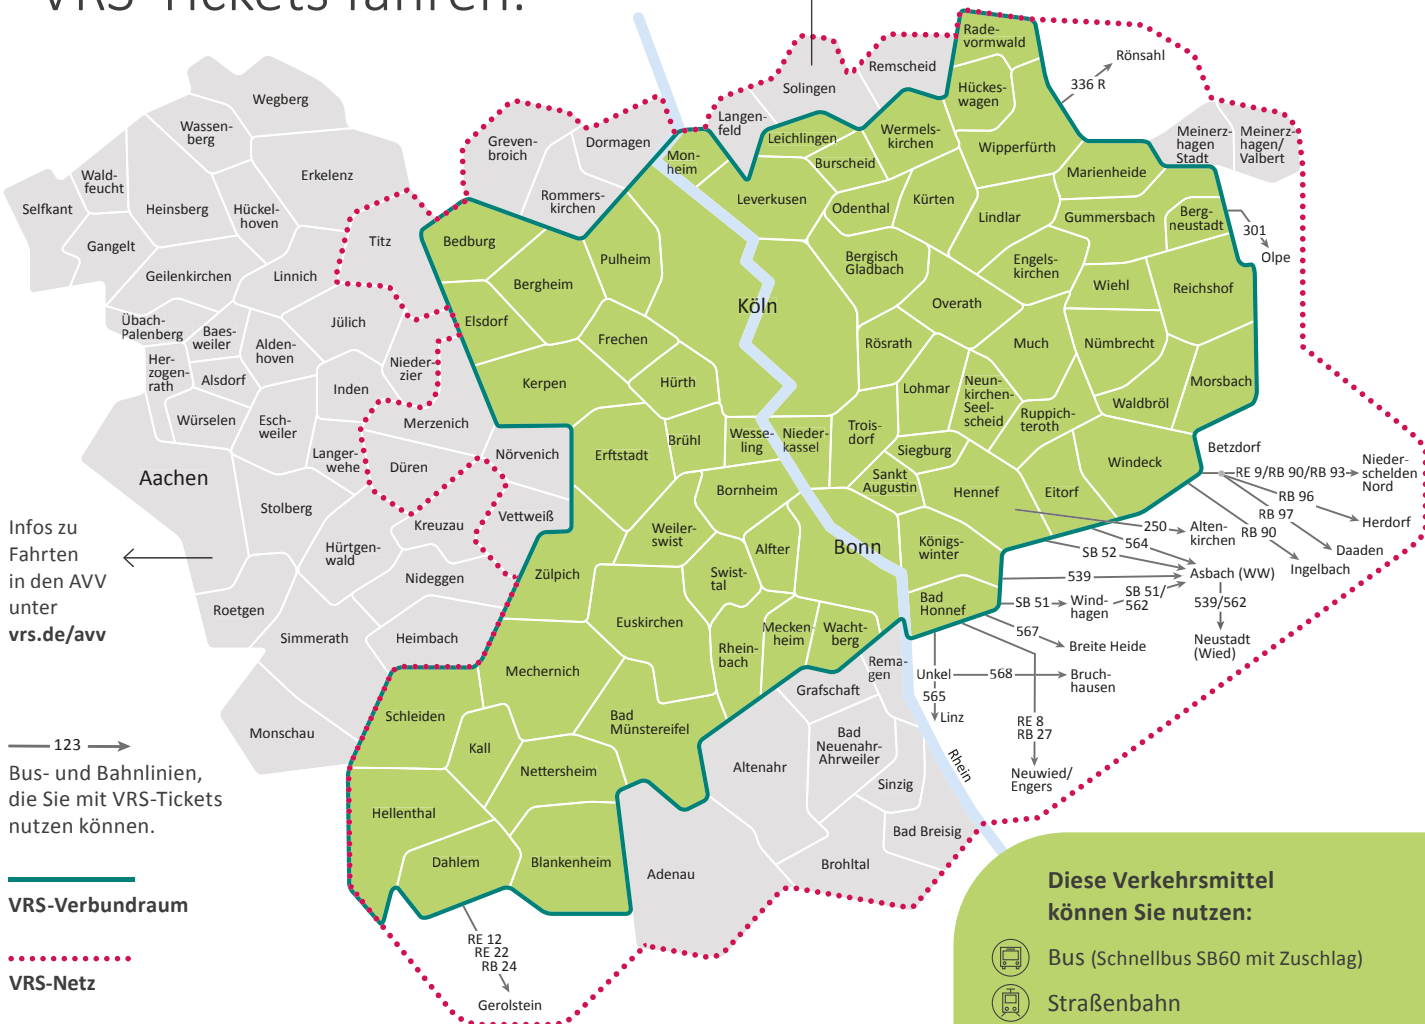 VRS-Tickets fahren.
Rade-
vormwald
Rönsahl
336 R
Remscheid
Solingen
Hückes-
wagen
Wegberg
Langen-
feld
Wassen-
berg
Greven-
broich
Dormagen
Leichlingen
Wermels-
kirchen
Meinerz-
hagen
Stadt
Meinerz-
hagen/
Valbert
Mon-
heim
Burscheid
Wipperfürth
Marienheide
Wald-
feucht
Erkelenz
Rommers-
kirchen
Leverkusen
Odenthal
Kürten
Lindlar
Gummersbach
Berg-
neustadt
Selfkant
Heinsberg
Hückel-
hoven
301
Olpe
Gangelt
Titz
Bedburg
Pulheim
Bergisch
Gladbach
Engels-
kirchen
Geilenkirchen
Linnich
Bergheim
Wiehl
Reichshof
Köln
Overath
Übach-
Palenberg
Baes-
weiler
Jülich
Elsdorf
Alden-
hoven
Frechen
Rösrath
Much
Nümbrecht
Her-
zogen-
rath
Nieder-
zier
Alsdorf
Inden
Kerpen
Hürth
Lohmar
Neun-
kirchen-
Seel-
scheid
Morsbach
Waldbröl
Würselen
Esch-
weiler
Merzenich
Ruppich-
teroth
Brühl
Wesse-
ling
Nieder-
kassel
Trois-
dorf
Langer-
wehe
Düren
Nörvenich
Erftstadt
Siegburg
Windeck
Betzdorf
Aachen
Sankt
Augustin
RE 9/RB 90/RB 93
Nieder-
schelden
Nord
Stolberg
Bornheim
Hennef
Eitorf
RB 96
RB 97
Herdorf
Kreuzau
Vettweiß
Weiler-
swist
Alfter
Bonn
Königs-
winter
250
Alten-
kirchen
RB 90
564
Daaden
SB 52
Ingelbach
Infos zu
Fahrten
in den AVV
unter
vrs.de/avv
Hürtgen-
wald
Nideggen
Zülpich
Swist-
tal
539
Asbach (WW)
Roetgen
Bad
Honnef
SB 51
Wind-
hagen
SB 51/
562
539/562
Simmerath
Heimbach
Euskirchen
Rhein-
bach
Mecken-
heim
Wacht-
berg
567
Breite Heide
Neustadt
(Wied)
Mechernich
Rema-
gen
Unkel
568
Bruch-
hausen
Grafschaft
565
Linz
Schleiden
Bad
Münstereifel
Monschau
Kall
Bad
Neuenahr-
Ahrweiler
RE 8
RB 27
123
Bus- und Bahnlinien,
die Sie mit VRS-Tickets
nutzen können.
Nettersheim
Altenahr
Sinzig
Rhein
Neuwied/
Engers
Hellenthal
Bad Breisig
Dahlem
Blankenheim
Adenau
Brohltal
VRS-Verbundraum
RE 12
RE 22
RB 24
Gerolstein
VRS-Netz
Diese Verkehrsmittel
können Sie nutzen:
Bus (Schnellbus SB60 mit Zuschlag)
Straßenbahn